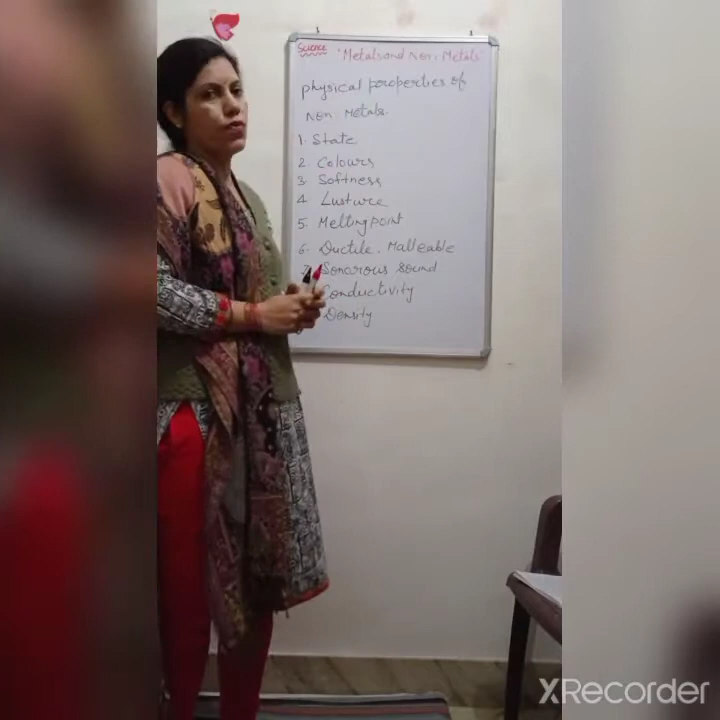 Science "Metals and Non, Metals"
physical properties of
Non Metals.
1. State
2. Colours
3. Softness
4. Lusture
5. Melting point
6. Ductile. Malleable
7. Sonorous sound
Conductivity
Density
XRecorder